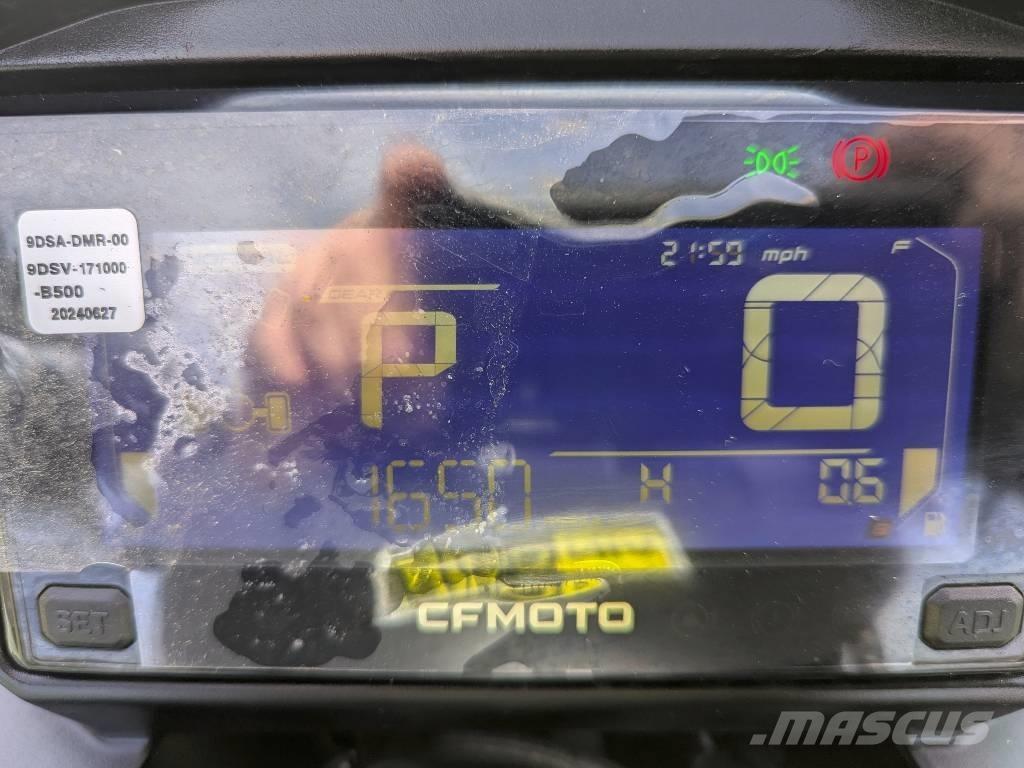 9DSA-DMR-00
9DSV-171000
-B500
20240627
P
21:59 mph
F
GEAR
P
0
1650
H 0.6
E
CFMOTO
SET
ADJ
MASCUS